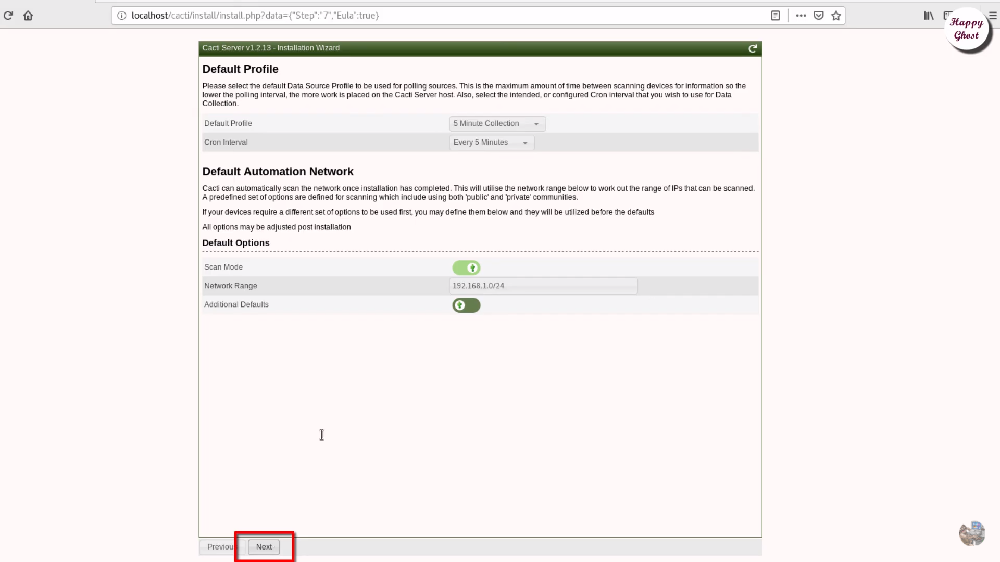 localhost/cacti/install/install.php?data={"Step":"7","Eula":true}
Happy
Ghost
Cacti Server v1.2.13 - Installation Wizard
Default Profile
Please select the default Data Source Profile to be used for polling sources. This is the maximum amount of time between scanning devices for information so the
lower the polling interval, the more work is placed on the Cacti Server host. Also, select the intended, or configured Cron interval that you wish to use for Data
Collection.
Default Profile 5 Minute Collection
Cron Interval Every 5 Minutes
Default Automation Network
Cacti can automatically scan the network once installation has completed. This will utilise the network range below to work out the range of IPs that can be scanned.
A predefined set of options are defined for scanning which include using both 'public' and 'private' communities.
If your devices require a different set of options to be used first, you may define them below and they will be utilized before the defaults
All options may be adjusted post installation
Default Options
Scan Mode
Network Range 192.168.1.0/24
Additional Defaults
Previous Next